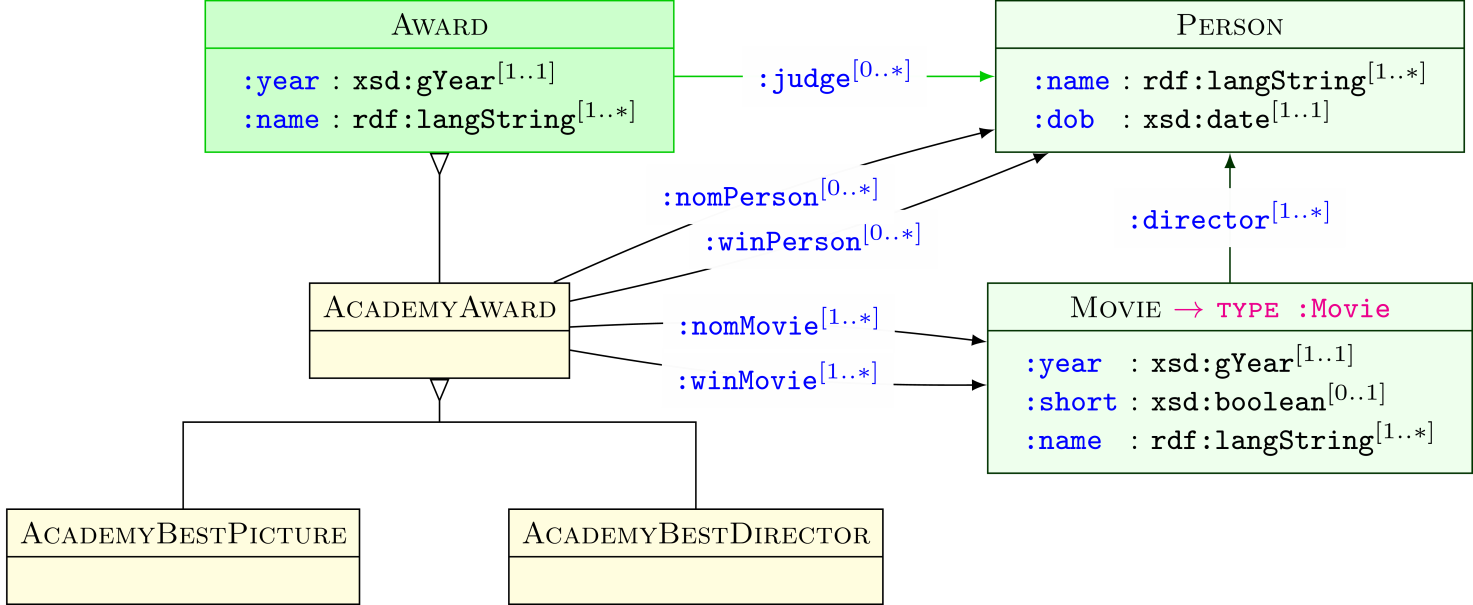 AWARD
:year : xsd:gYear[1..1]
:name : rdf:langString[1..*]
:judge[0..*]
PERSON
:name : rdf:langString[1..*]
:dob : xsd:date[1..1]
:nomPerson[0..*]
:winPerson[0..*]
:director[1..*]
ACADEMYAWARD
:nomMovie[1..*]
:winMovie[1..*]
MOVIE → TYPE :Movie
:year : xsd:gYear[1..1]
:short : xsd:boolean[0..1]
:name : rdf:langString[1..*]
ACADEMYBESTPICTURE
ACADEMYBESTDIRECTOR